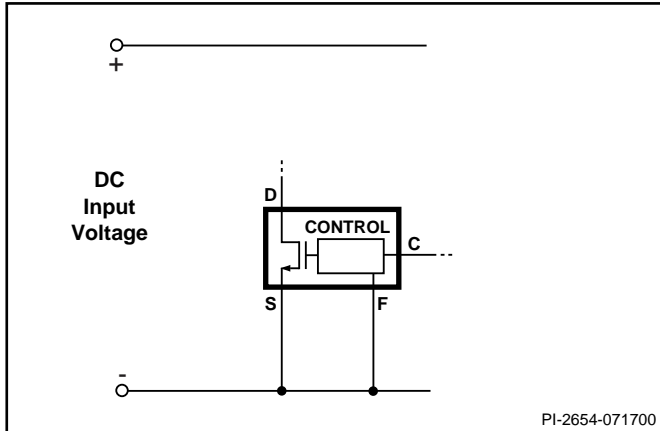 +
DC
Input
Voltage
D
CONTROL
C
S
F
-
PI-2654-071700